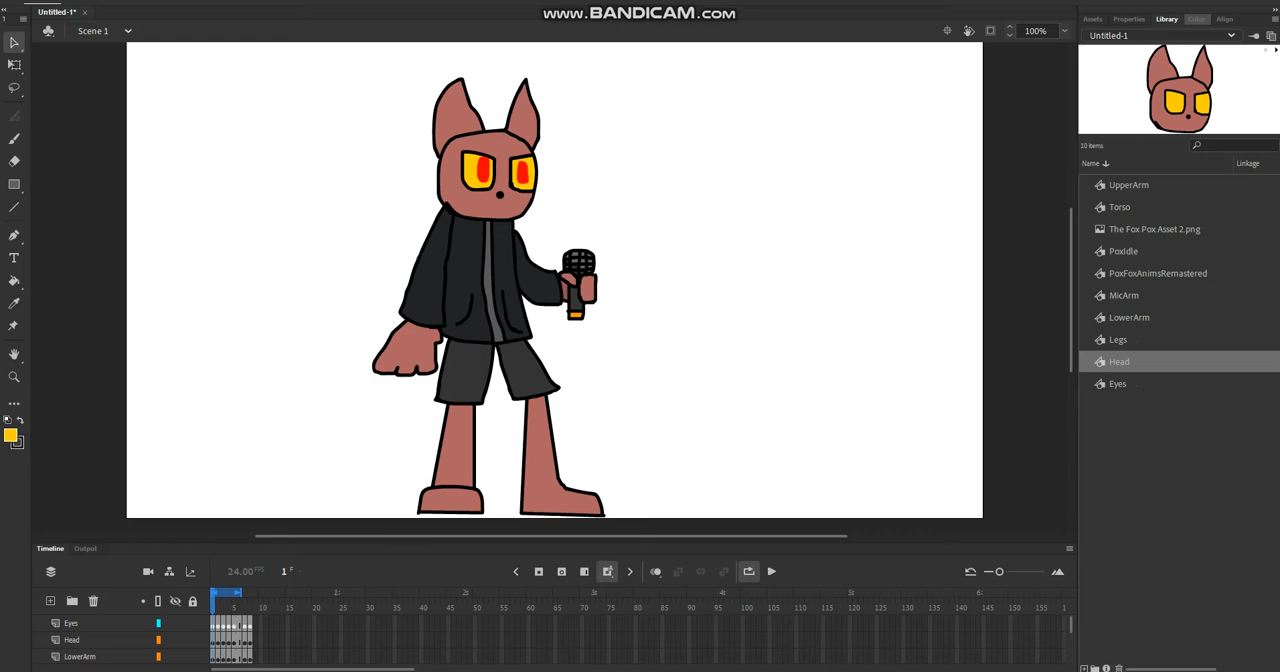 www.BANDICAM.com
Untitled-1* ×
Scene 1
100%
Assets Properties Library Color Align
Untitled-1
10 items
Name Linkage
UpperArm
Torso
The Fox Pox Asset 2.png
PoxIdle
PoxFoxAnimsRemastered
MicArm
LowerArm
Legs
Head
Eyes
T
Timeline Output
24.00 FPS 1 F
1s 2s 3s 4s 5s 6s
5 10 15 20 25 30 35 40 45 50 55 60 65 70 75 80 85 90 95 100 105 110 115 120 125 130 135 140 145 150 155 1
Eyes
Head
LowerArm